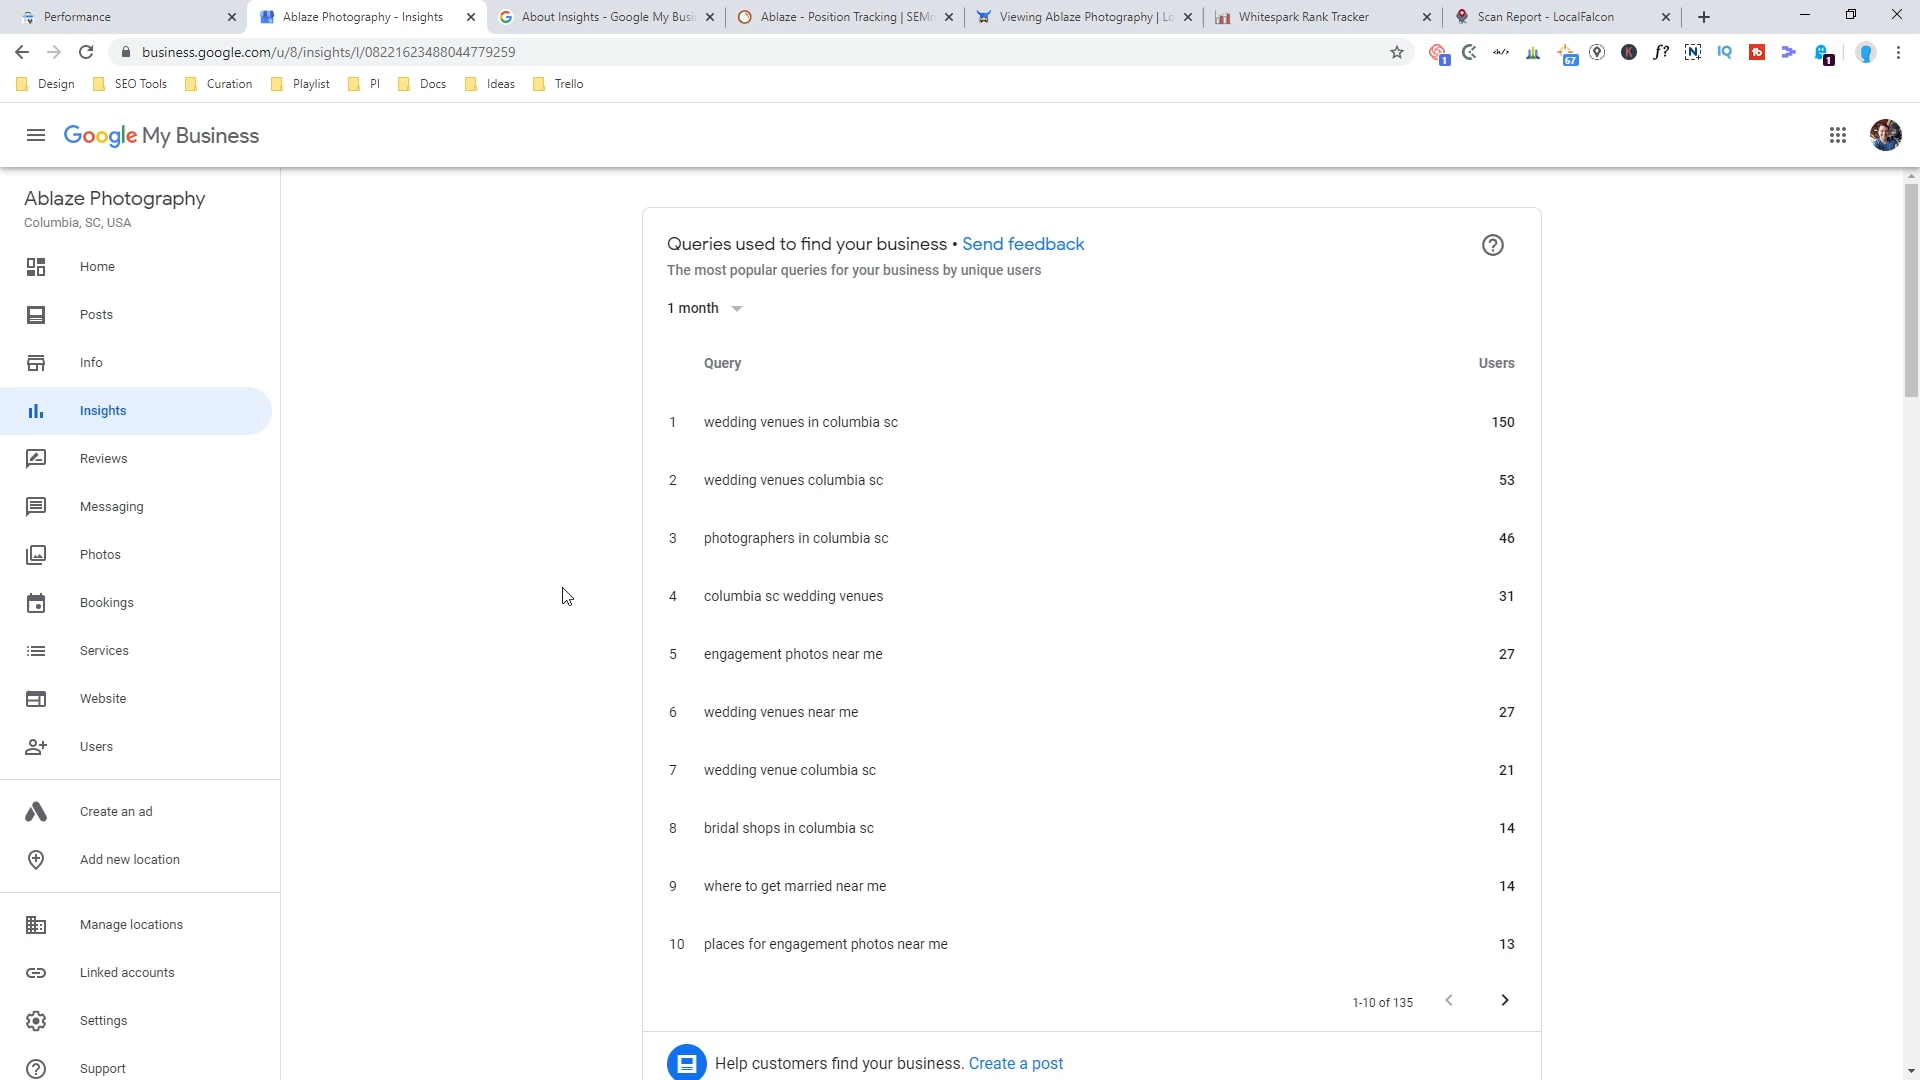 Performance
Ablaze Photography - Insights
About Insights - Google My Busi
Ablaze - Position Tracking | SEMr
Viewing Ablaze Photography | Lo
Whitespark Rank Tracker
Scan Report - LocalFalcon
business.google.com/u/8/insights/l/08221623488044779259
1
</>
67
K
f?
N
IQ
tb
1
Design
SEO Tools
Curation
Playlist
PI
Docs
Ideas
Trello
Google My Business
Ablaze Photography
Columbia, SC, USA
Home
Posts
Info
Insights
Reviews
Messaging
Photos
Bookings
Services
Website
Users
Create an ad
Add new location
Manage locations
Linked accounts
Settings
Support
Queries used to find your business • Send feedback
The most popular queries for your business by unique users
1 month
Query Users
1 wedding venues in columbia sc 150
2 wedding venues columbia sc 53
3 photographers in columbia sc 46
4 columbia sc wedding venues 31
5 engagement photos near me 27
6 wedding venues near me 27
7 wedding venue columbia sc 21
8 bridal shops in columbia sc 14
9 where to get married near me 14
10 places for engagement photos near me 13
1-10 of 135
Help customers find your business. Create a post